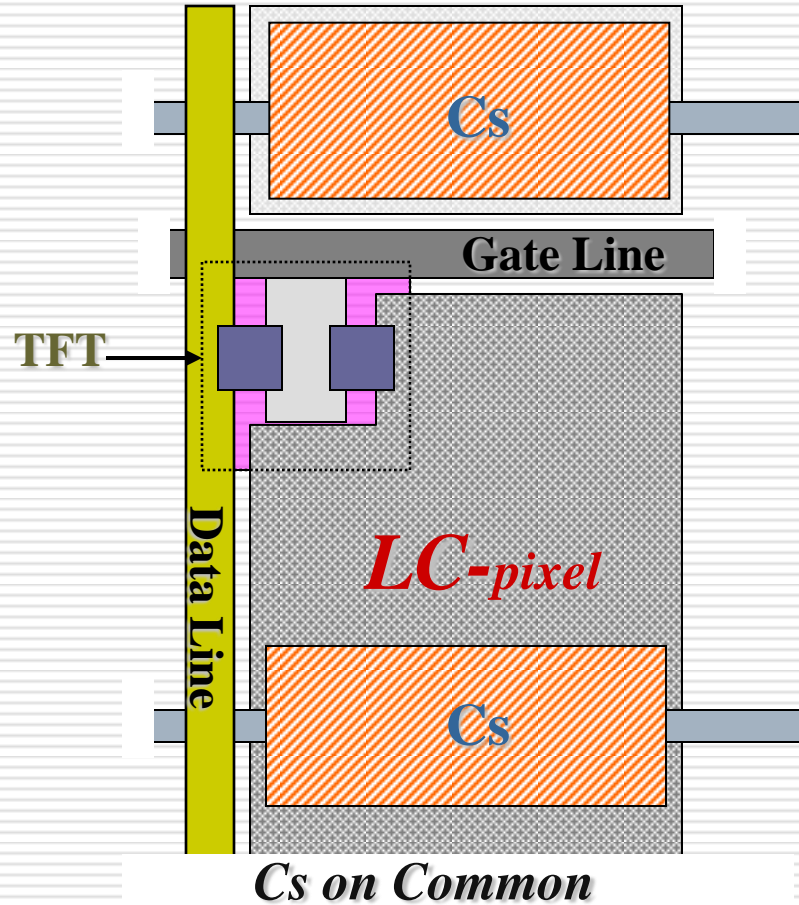 Cs
Gate Line
TFT
Data Line
LC-pixel
Cs
Cs on Common